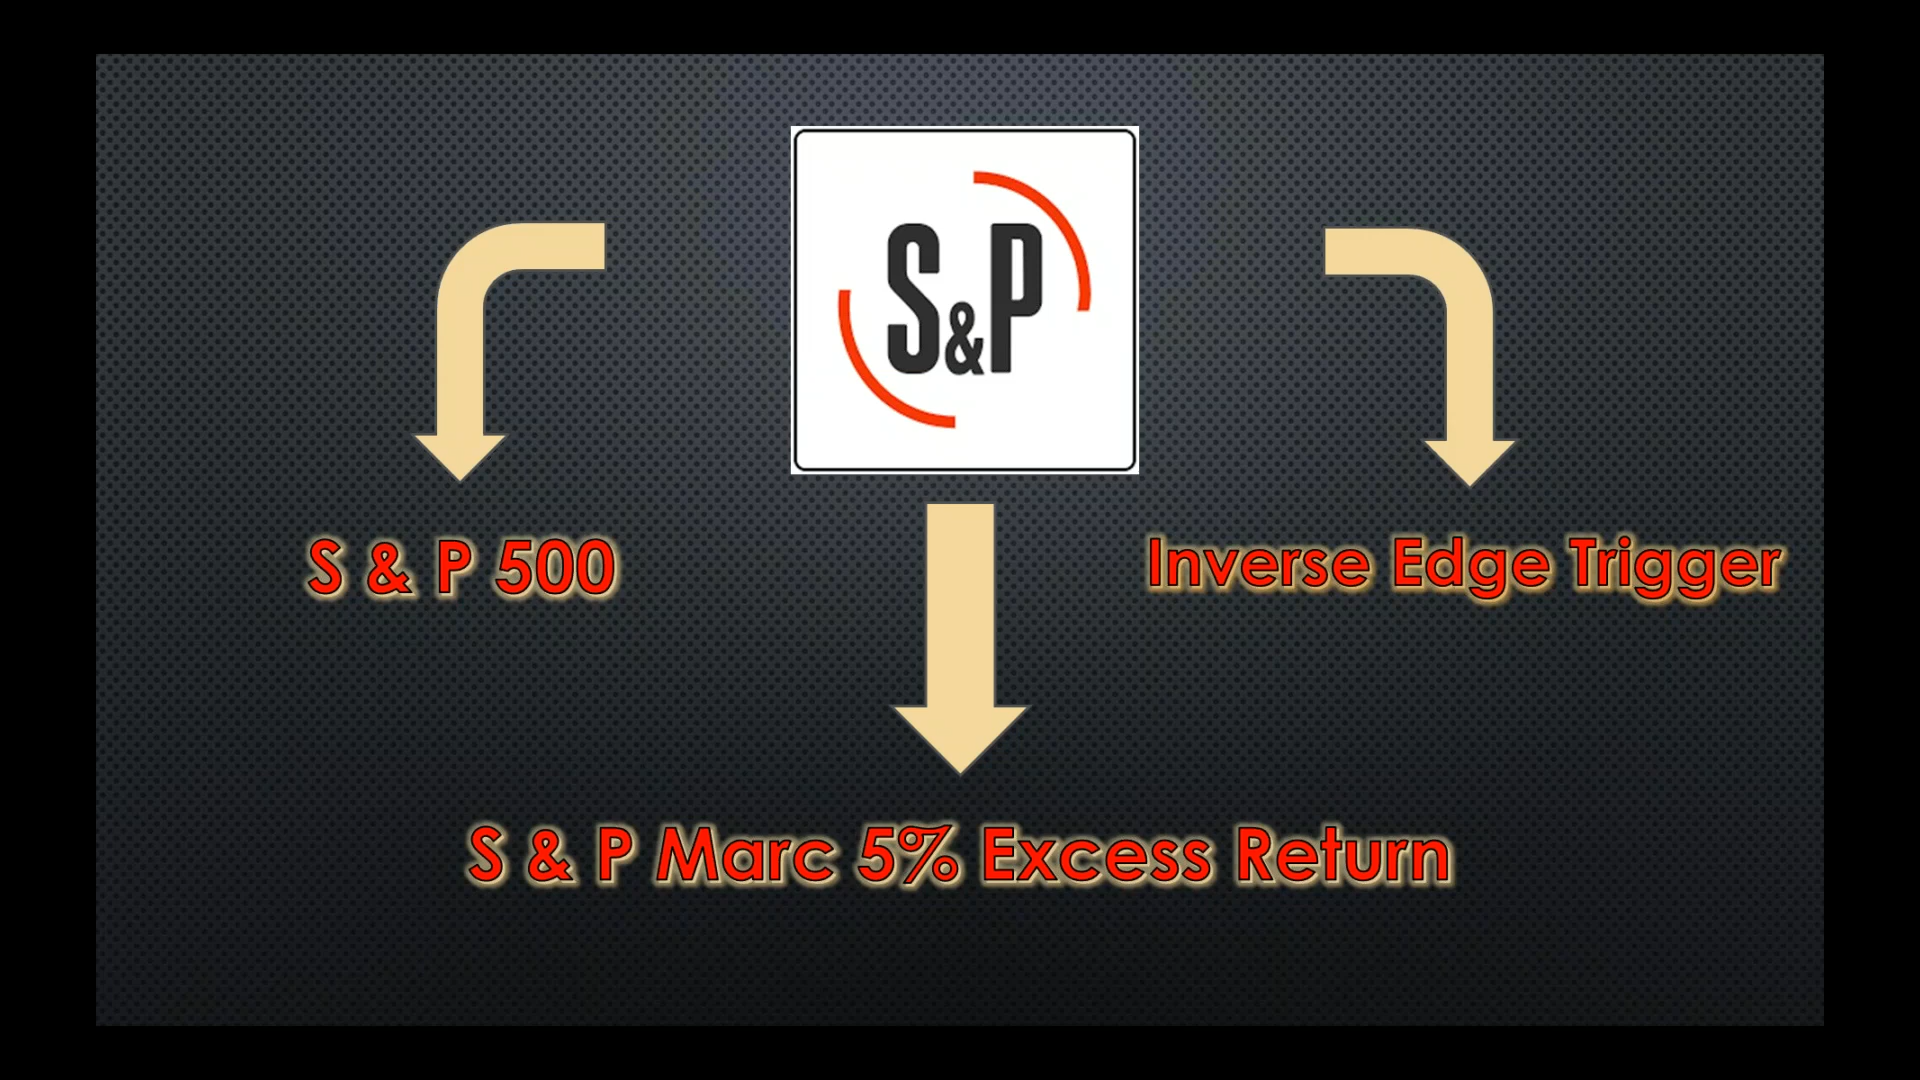 S&P
S & P 500
Inverse Edge Trigger
S & P Marc 5% Excess Return